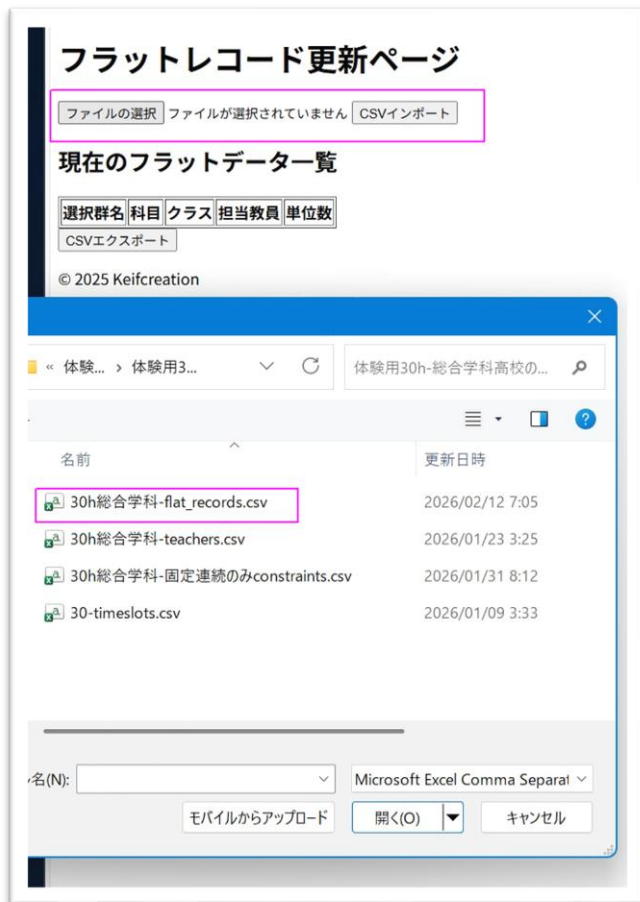 フラットレコード更新ページ
ファイルの選択 ファイルが選択されていません CSVインポート
現在のフラットデータ一覧
選択群名 科目 クラス 担当教員 単位数
CSVエクスポート
© 2025 Keifcreation
« 体験... › 体験用3... 体験用30h-総合学科高校の...
名前 更新日時
30h総合学科-flat_records.csv 2026/02/12 7:05
30h総合学科-teachers.csv 2026/01/23 3:25
30h総合学科-固定連続のみconstraints.csv 2026/01/31 8:12
30-timeslots.csv 2026/01/09 3:33
名(N): Microsoft Excel Comma Separat
モバイルからアップロード 開く(O) キャンセル